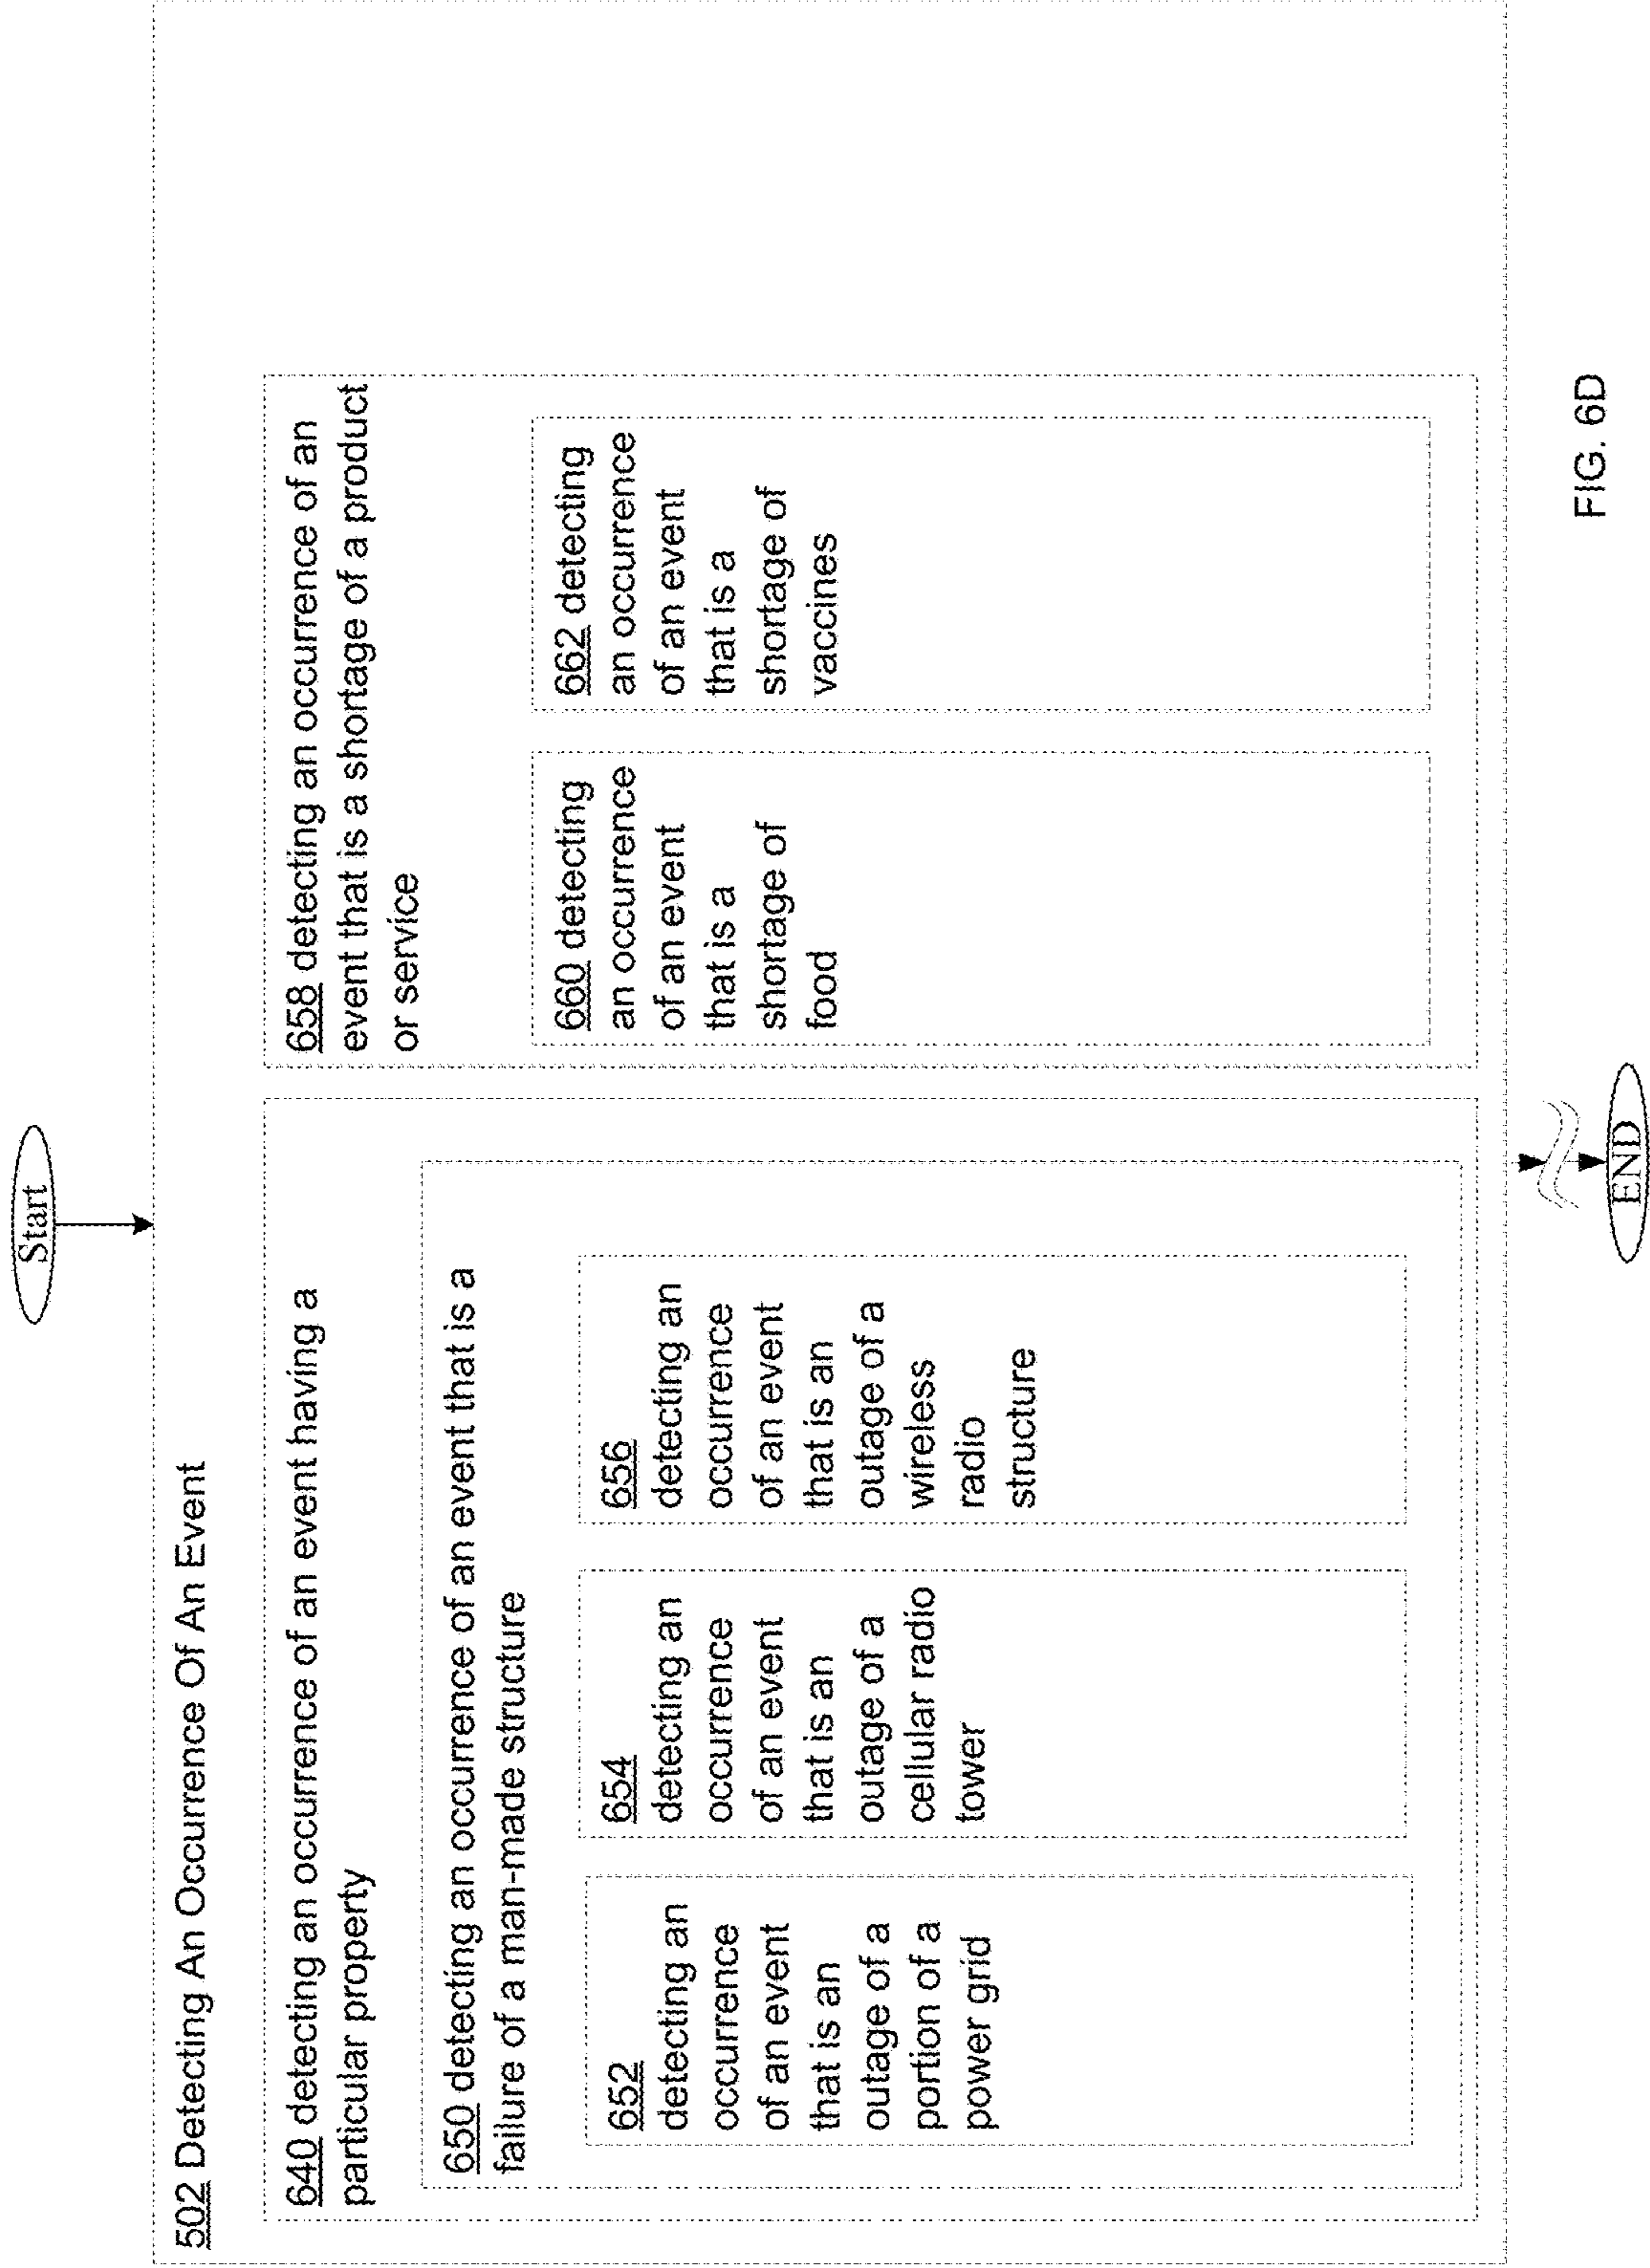 Start
502 Detecting An Occurrence Of An Event
640 detecting an occurrence of an event having a
particular property
650 detecting an occurrence of an event that is a
failure of a man-made structure
652
detecting an
occurrence
of an event
that is an
outage of a
portion of a
power grid
654
detecting an
occurrence
of an event
that is an
outage of a
cellular radio
tower
656
detecting an
occurrence
of an event
that is an
outage of a
wireless
radio
structure
658 detecting an occurrence of an
event that is a shortage of a product
or service
660 detecting
an occurrence
of an event
that is a
shortage of
food
662 detecting
an occurrence
of an event
that is a
shortage of
vaccines
END
FIG. 6D